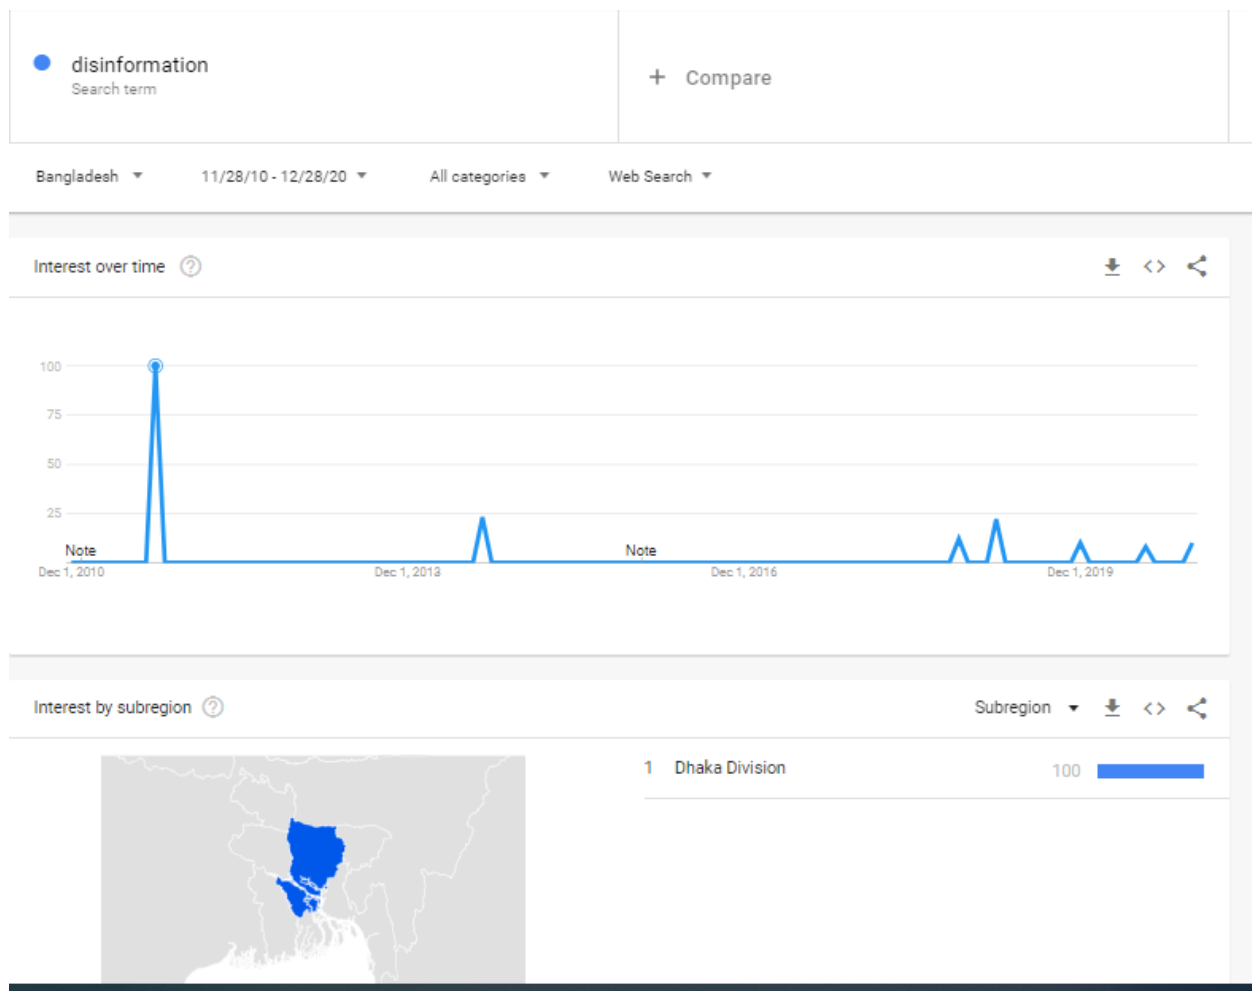 disinformation
Search term
+ Compare
Bangladesh
11/28/10 - 12/28/20
All categories
Web Search
Interest over time
100
75
50
25
Note
Note
Dec 1, 2010
Dec 1, 2013
Dec 1, 2016
Dec 1, 2019
Interest by subregion
Subregion
1 Dhaka Division 100